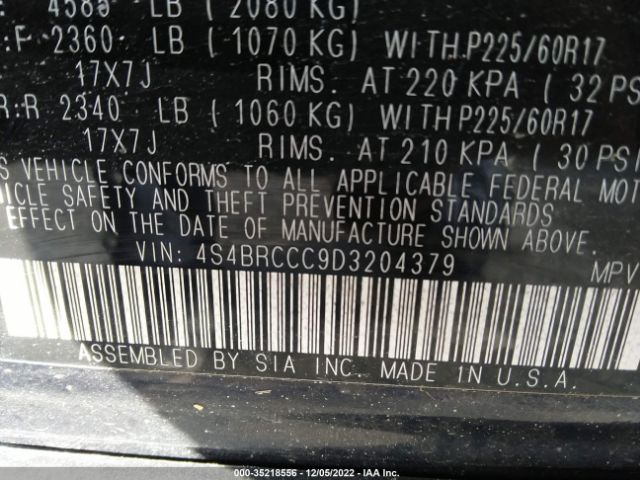 : 4585 LB ( 2080 KG)
:F 2360 LB ( 1070 KG) WITH P225/60R17
17X7J RIMS. AT 220 KPA ( 32 PS
R:R 2340 LB ( 1060 KG) WITH P225/60R17
17X7J RIMS. AT 210 KPA ( 30 PSI
S VEHICLE CONFORMS TO ALL APPLICABLE FEDERAL MOT
HICLE SAFETY AND THEFT PREVENTION STANDARDS
EFFECT ON THE DATE OF MANUFACTURE SHOWN ABOVE.
VIN: 4S4BRCCC9D3204379 MPV
ASSEMBLED BY SIA INC. MADE IN U.S.A.
000-35218556 - 12/05/2022 - IAA Inc.